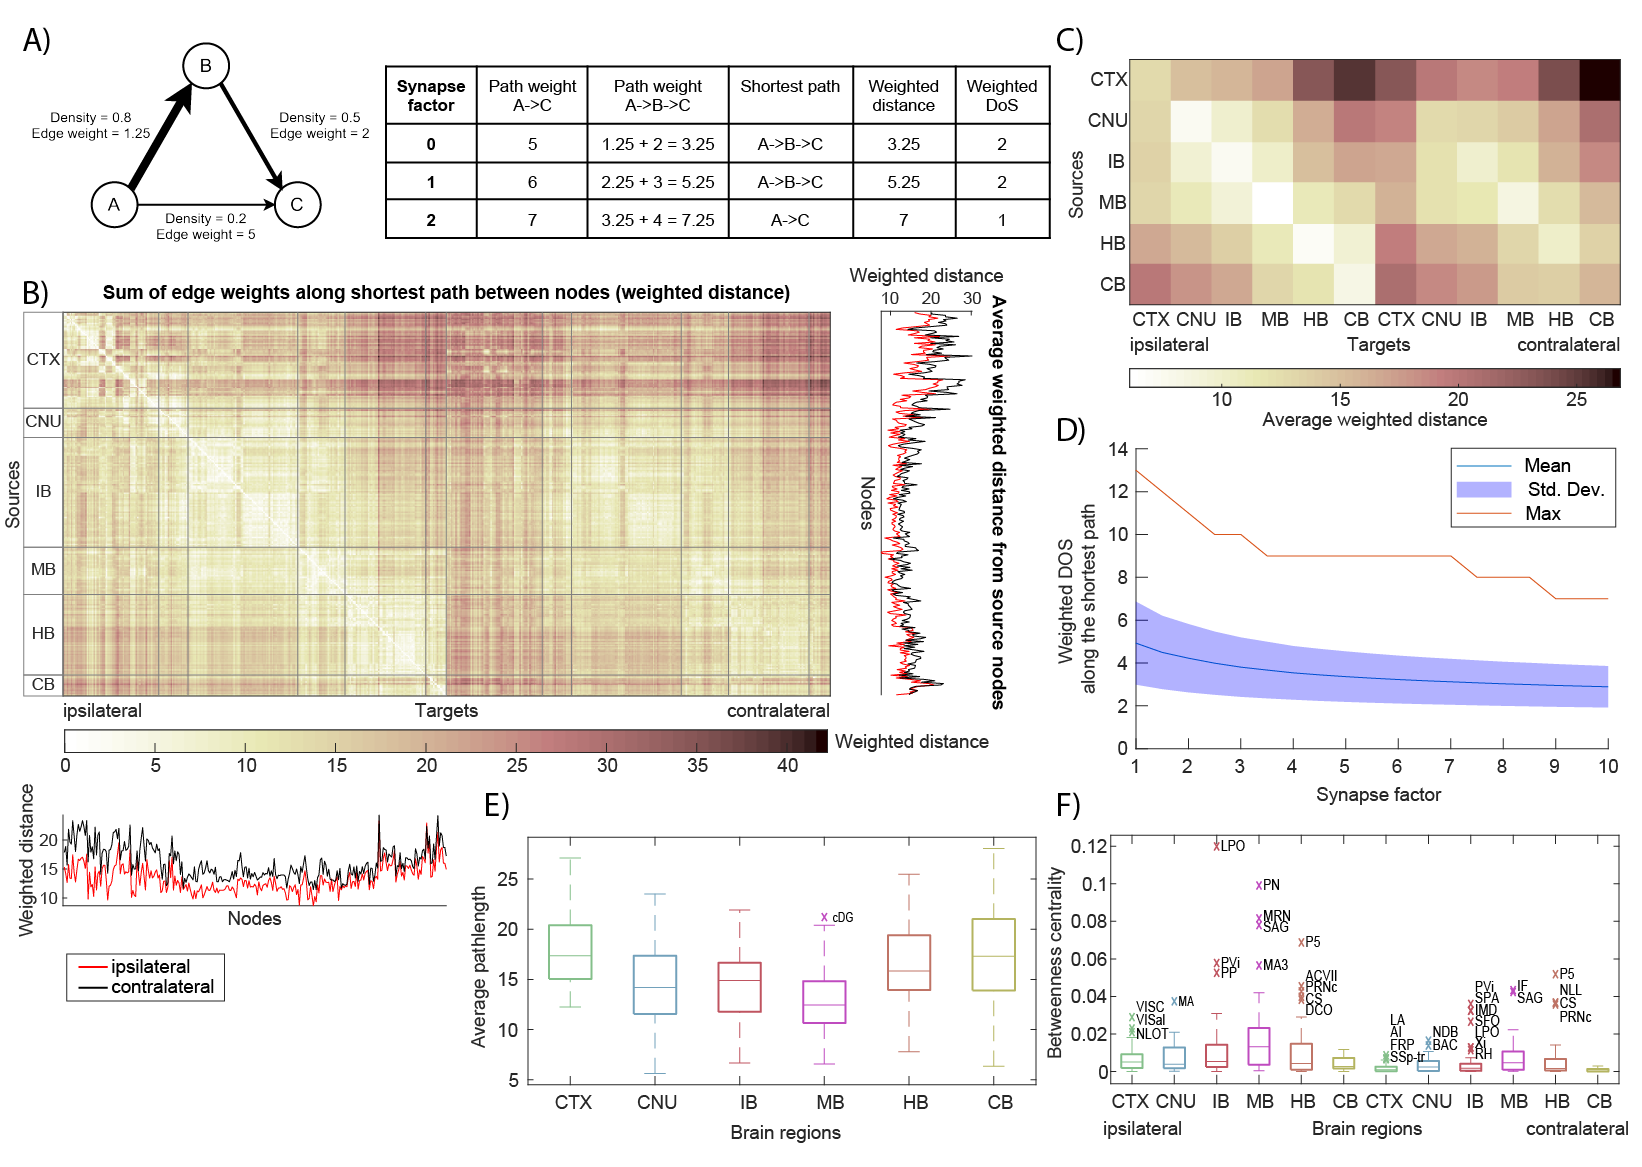 A)
B
Density = 0.8
Edge weight = 1.25
Density = 0.5
Edge weight = 2
A
C
Density = 0.2
Edge weight = 5
Synapse factor | Path weight A->C | Path weight A->B->C | Shortest path | Weighted distance | Weighted DoS
0 | 5 | 1.25 + 2 = 3.25 | A->B->C | 3.25 | 2
1 | 6 | 2.25 + 3 = 5.25 | A->B->C | 5.25 | 2
2 | 7 | 3.25 + 4 = 7.25 | A->C | 7 | 1
B)
Sum of edge weights along shortest path between nodes (weighted distance)
Sources
CTX
CNU
IB
MB
HB
CB
ipsilateral Targets contralateral
0 5 10 15 20 25 30 35 40
Weighted distance
Weighted distance
10 20 30
Nodes
Average weighted distance from source nodes
Weighted distance
20
15
10
Nodes
ipsilateral
contralateral
C)
Sources
CTX
CNU
IB
MB
HB
CB
CTX CNU IB MB HB CB CTX CNU IB MB HB CB
ipsilateral Targets contralateral
10 15 20 25
Average weighted distance
D)
Weighted DOS
along the shortest path
14
12
10
8
6
4
2
0
1 2 3 4 5 6 7 8 9 10
Synapse factor
Mean
Std. Dev.
Max
E)
Average pathlength
25
20
15
10
5
cDG
CTX CNU IB MB HB CB
Brain regions
F)
Betweenness centrality
0.12
0.1
0.08
0.06
0.04
0.02
0
VISC
VISal
NLOT
MA
LPO
PVi
PP
PN
MRN
SAG
MA3
P5
ACVII
PRNc
CS
DCO
LA
AI
FRP
SSp-tr
NDB
BAC
PVi
SPA
IMD
SFO
LPO
Xi
RH
IF
SAG
P5
NLL
CS
PRNc
CTX CNU IB MB HB CB CTX CNU IB MB HB CB
ipsilateral Brain regions contralateral